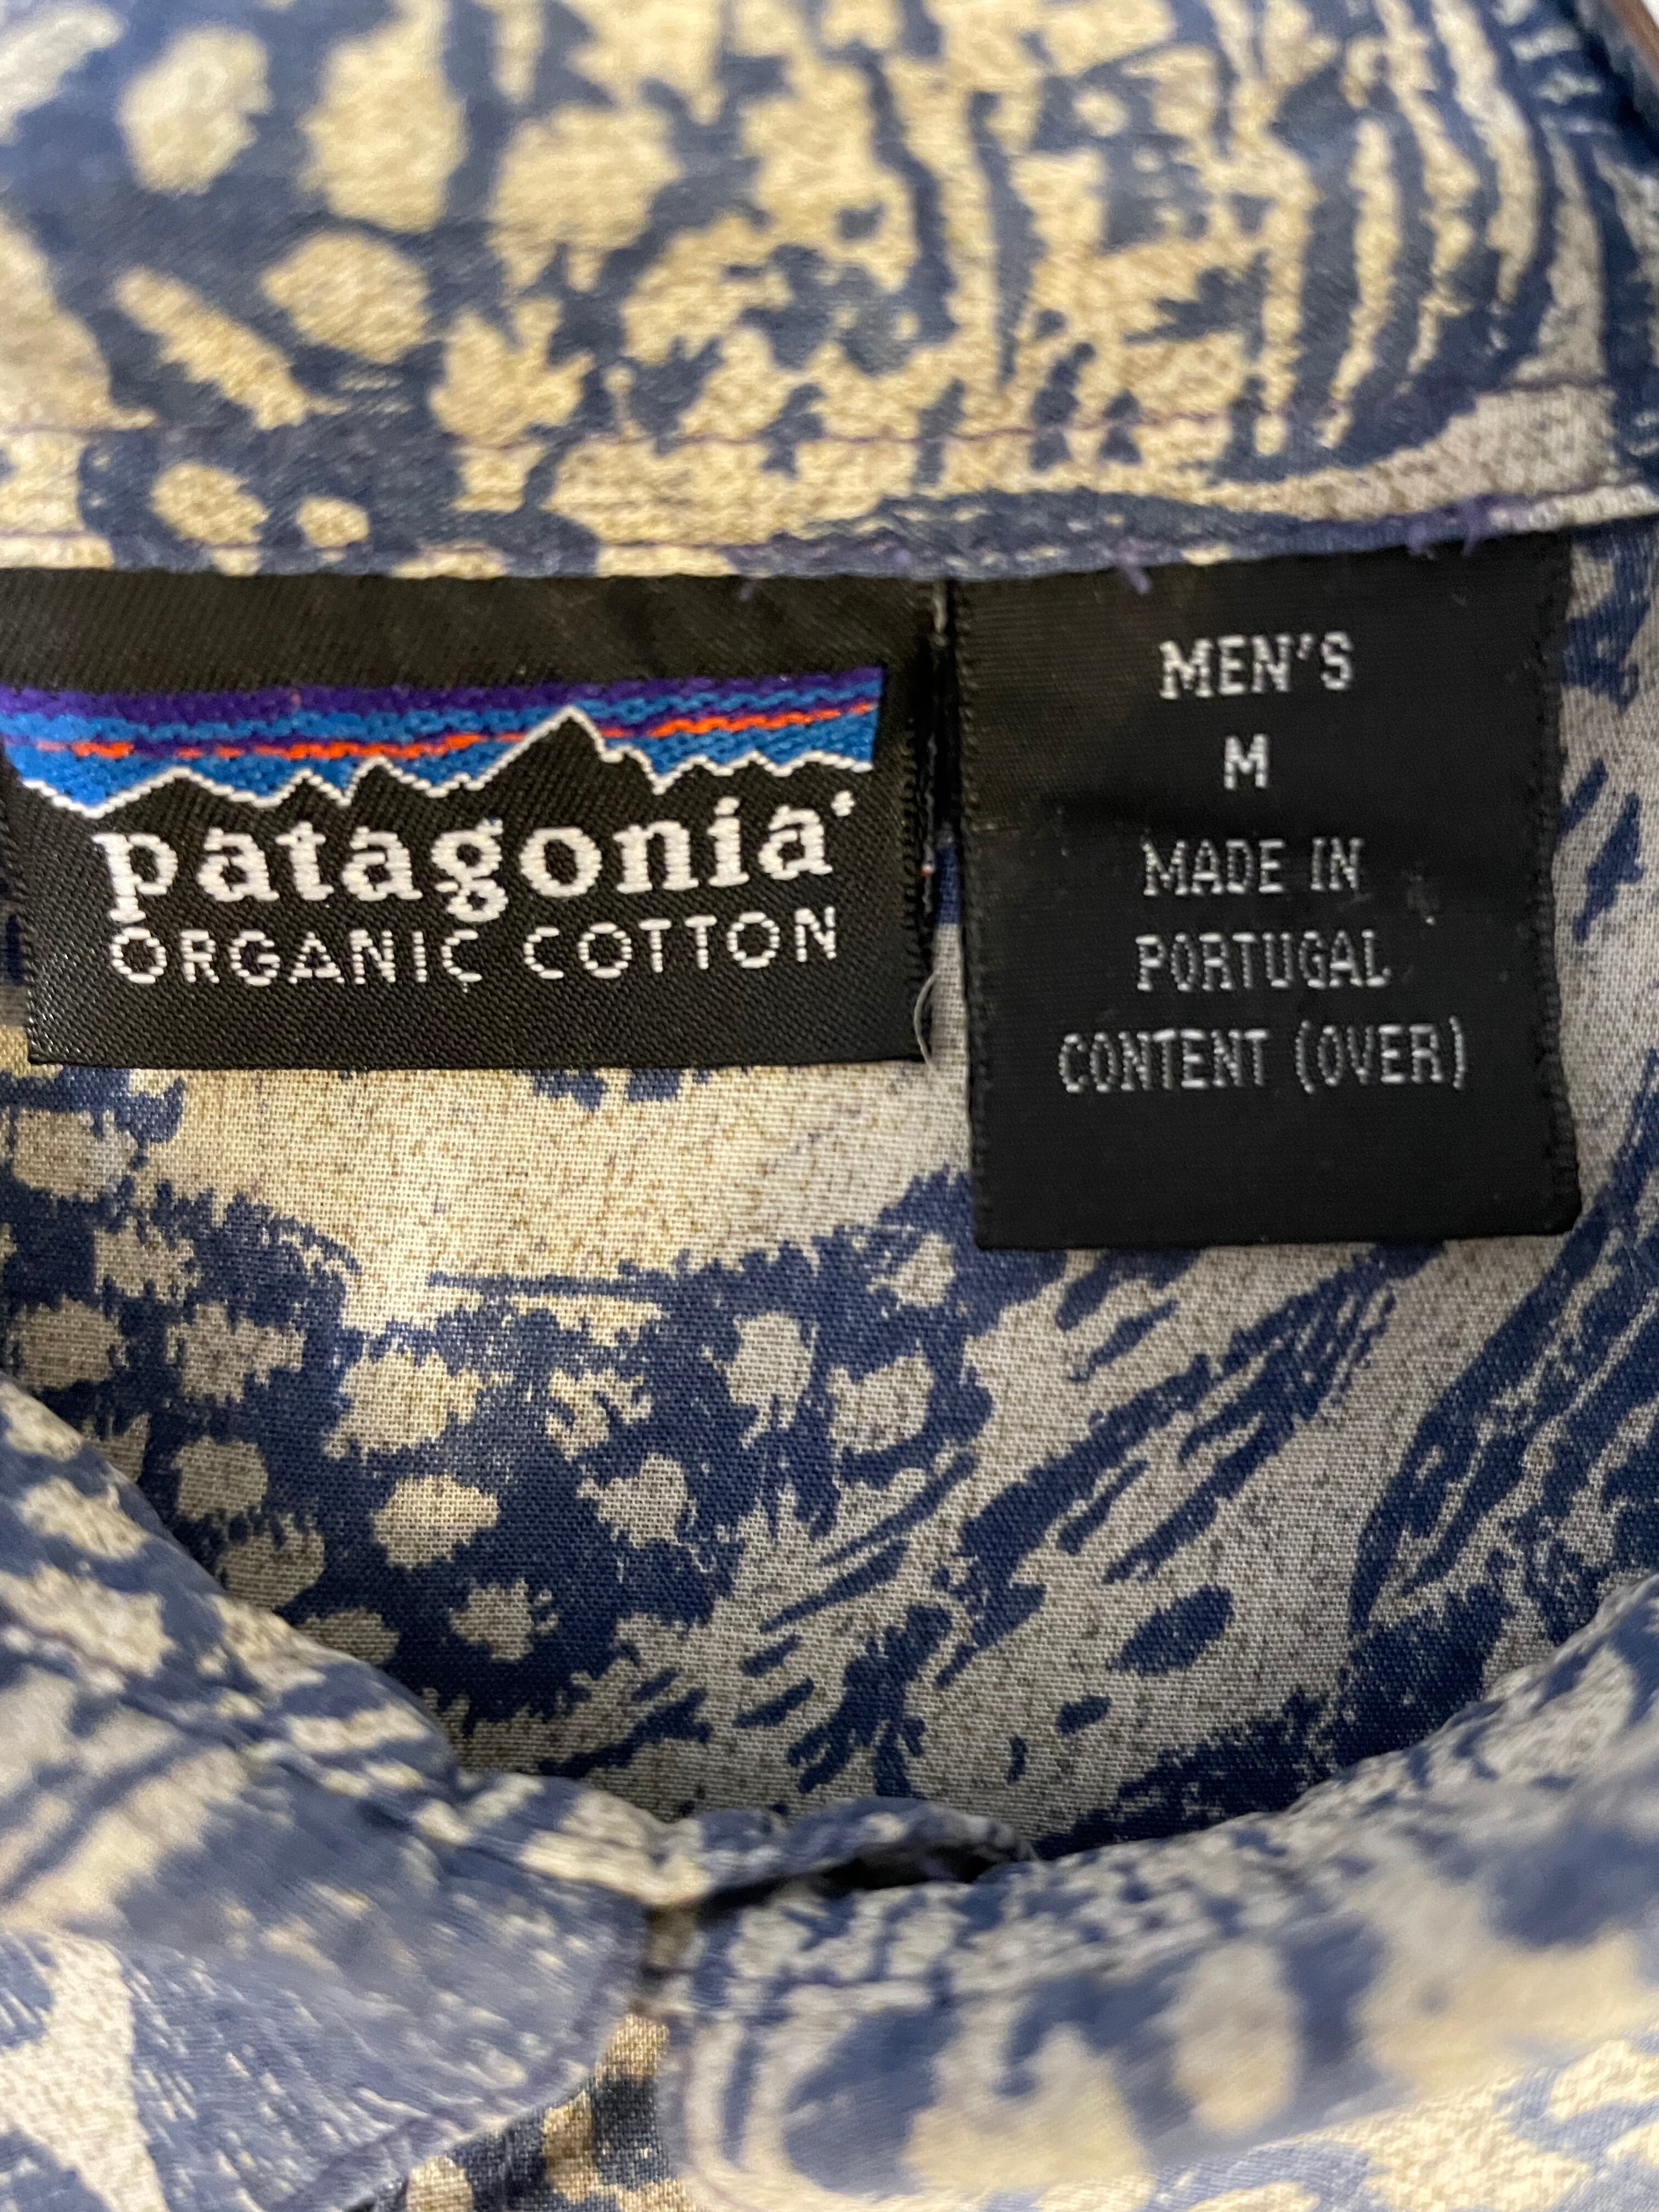 patagonia®
ORGANIC COTTON
MEN'S
M
MADE IN
PORTUGAL
CONTENT (OVER)